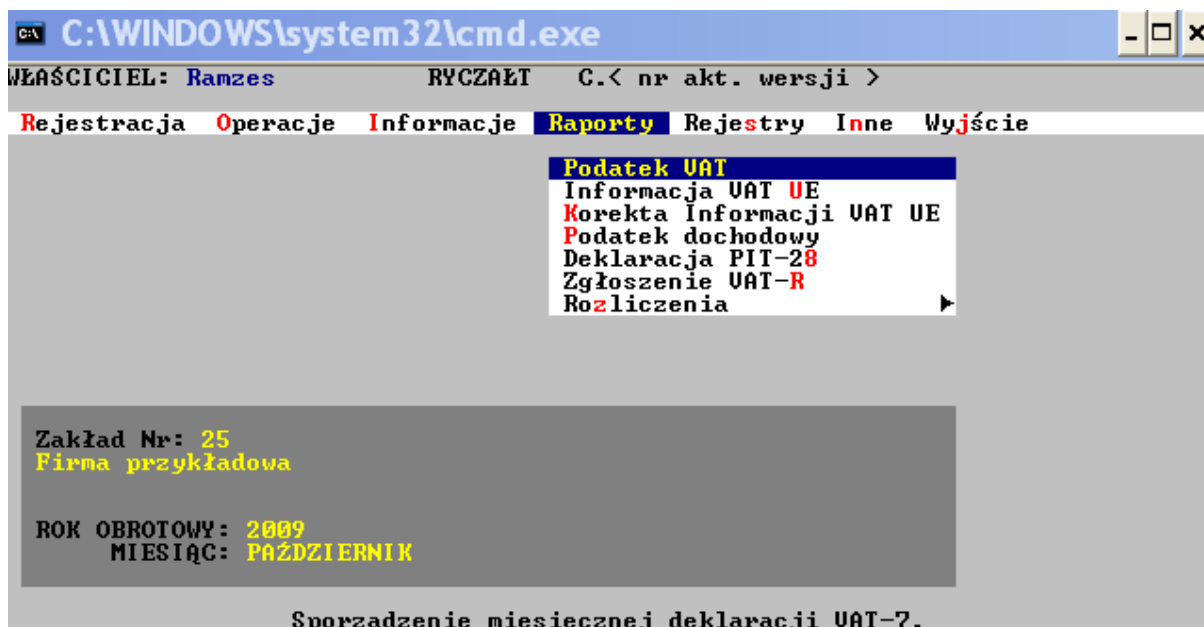 C:\WINDOWS\system32\cmd.exe
WŁAŚCICIEL: Ramzes RYCZAŁT C.< nr akt. wersji >
Rejestracja Operacje Informacje Raporty Rejestry Inne Wyjście
Podatek VAT
Informacja VAT UE
Korekta Informacji VAT UE
Podatek dochodowy
Deklaracja PIT-28
Zgłoszenie VAT-R
Rozliczenia
Zakład Nr: 25
Firma przykładowa
ROK OBROTOWY: 2009
MIESIĄC: PAŹDZIERNIK
Sporządzenie miesięcznej deklaracji VAT-7.